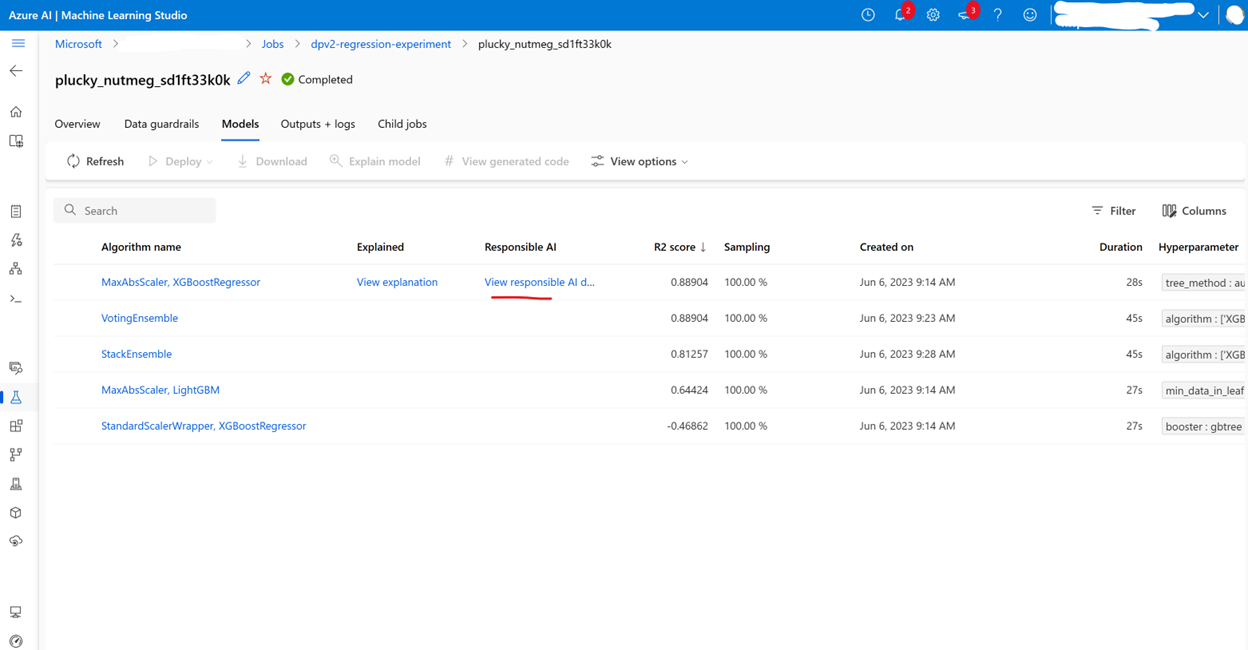 Azure AI | Machine Learning Studio
2
3
Microsoft > > Jobs > dpv2-regression-experiment > plucky_nutmeg_sd1ft33k0k
plucky_nutmeg_sd1ft33k0k Completed
Overview Data guardrails Models Outputs + logs Child jobs
Refresh Deploy Download Explain model # View generated code View options
Search Filter Columns
Algorithm name Explained Responsible AI R2 score ↓ Sampling Created on Duration Hyperparameter
MaxAbsScaler, XGBoostRegressor View explanation View responsible AI d... 0.88904 100.00 % Jun 6, 2023 9:14 AM 28s tree_method : au
VotingEnsemble 0.88904 100.00 % Jun 6, 2023 9:23 AM 45s algorithm : ['XGB
StackEnsemble 0.81257 100.00 % Jun 6, 2023 9:28 AM 45s algorithm : ['XGB
MaxAbsScaler, LightGBM 0.64424 100.00 % Jun 6, 2023 9:14 AM 27s min_data_in_leaf
StandardScalerWrapper, XGBoostRegressor -0.46862 100.00 % Jun 6, 2023 9:14 AM 27s booster : gbtree